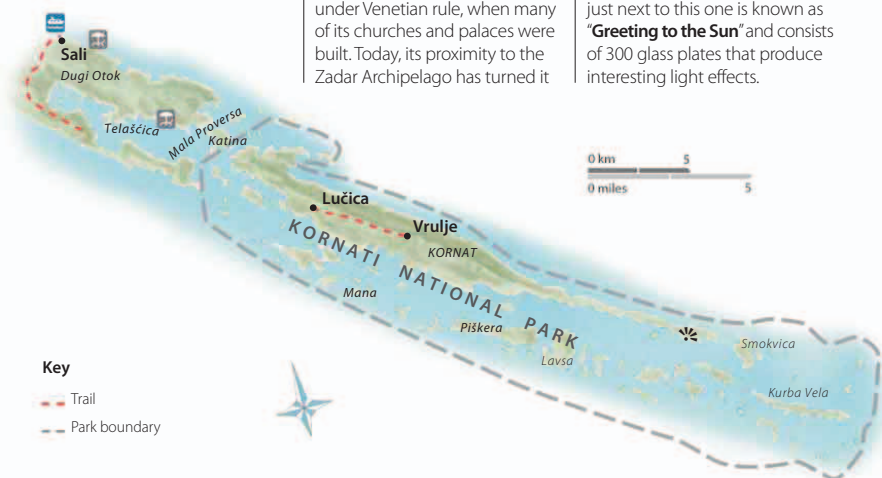 under Venetian rule, when many
of its churches and palaces were
built. Today, its proximity to the
Zadar Archipelago has turned it
just next to this one is known as
“Greeting to the Sun” and consists
of 300 glass plates that produce
interesting light effects.
Sali
Dugi Otok
Telašćica
Mala Proversa
Katina
0 km 5
0 miles 5
Lučica
Vrulje
KORNAT
KORNATI NATIONAL PARK
Mana
Piškera
Lavsa
Smokvica
Kurba Vela
Key
Trail
Park boundary